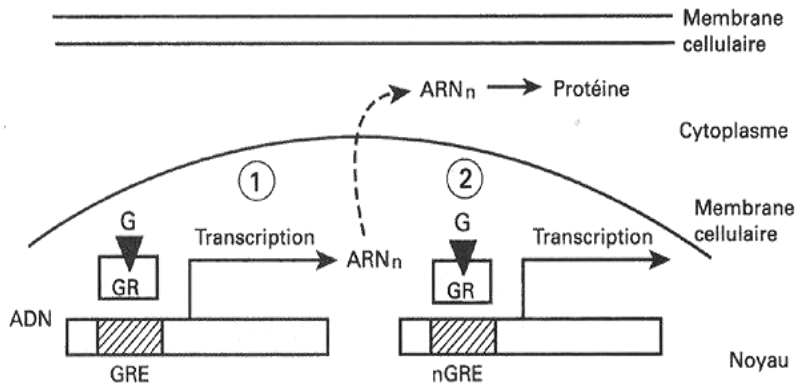 Membrane
cellulaire
ARNn
Protéine
Cytoplasme
1
2
Membrane
cellulaire
G
Transcription
ARNn
G
Transcription
GR
GR
ADN
GRE
nGRE
Noyau